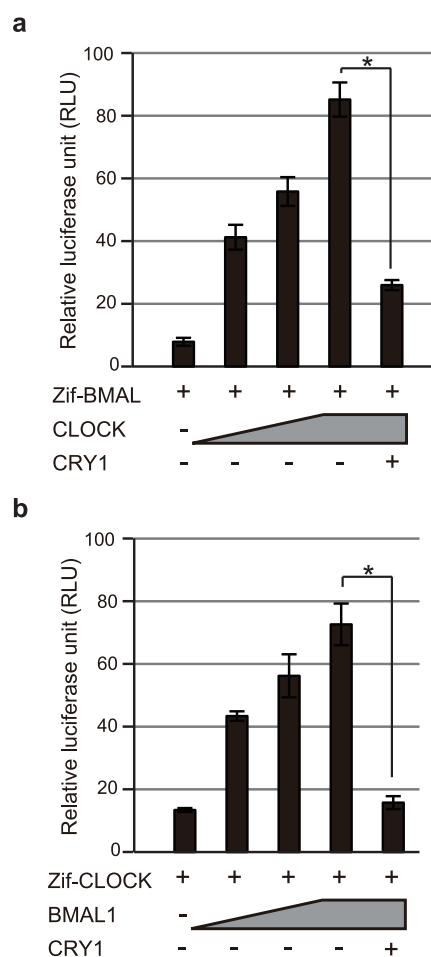 a
Relative luciferase unit (RLU)
100
80
60
40
20
0
*
Zif-BMAL + + + + +
CLOCK -
CRY1 - - - - +
b
Relative luciferase unit (RLU)
100
80
60
40
20
0
*
Zif-CLOCK + + + + +
BMAL1 -
CRY1 - - - - +